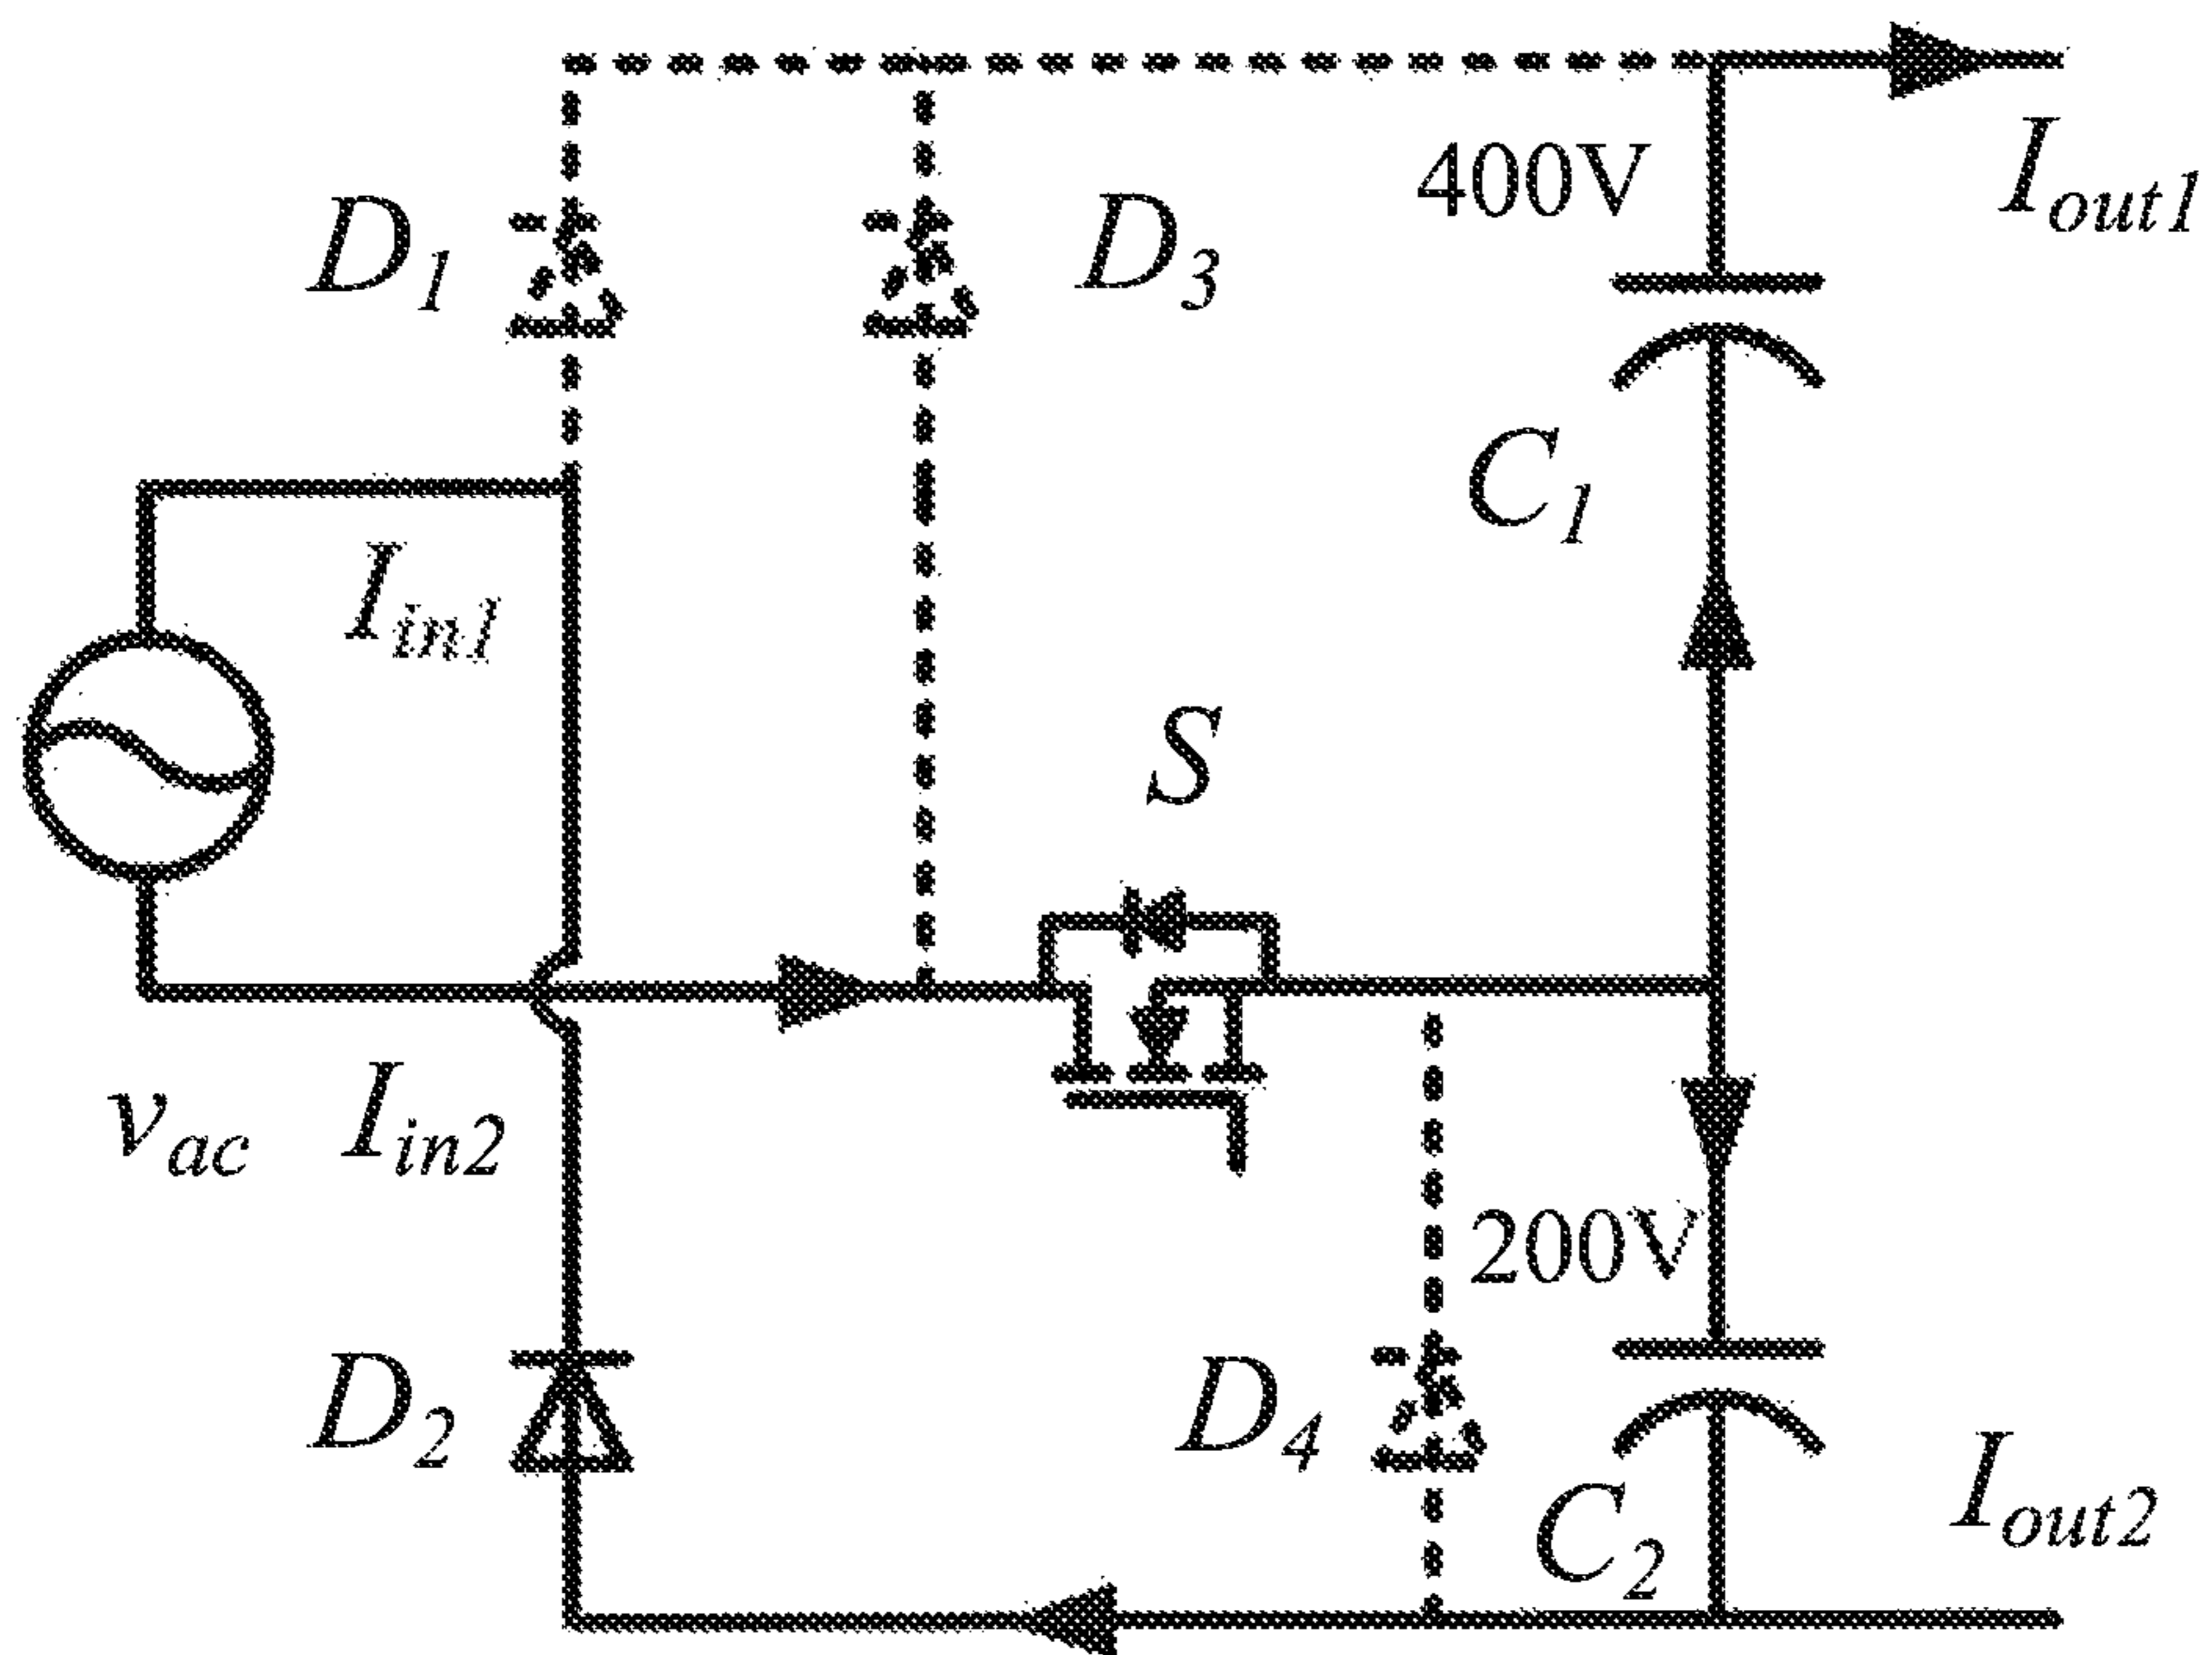 400V
I_out1
D_1
D_3
C_1
I_in1
S
v_ac
I_in2
200V
D_2
D_4
C_2
I_out2